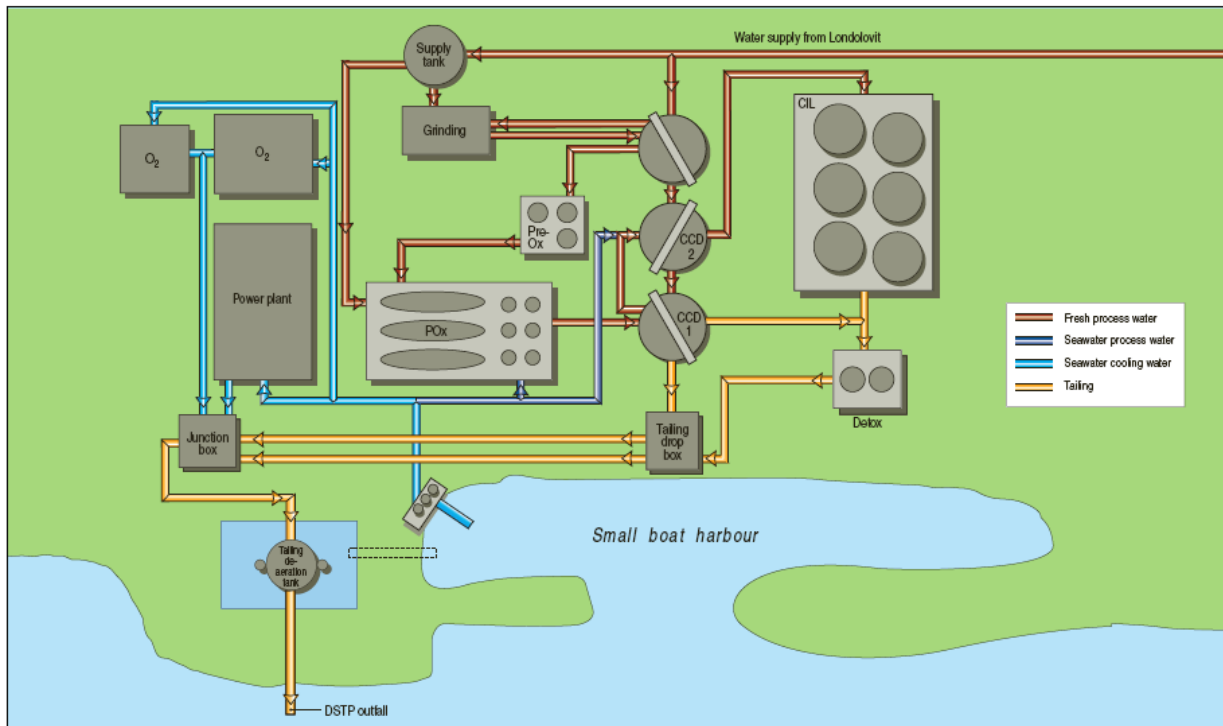 Water supply from Londolovit
Supply
tank
CIL
Grinding
O2
O2
Pre-
Ox
CCD
2
Power plant
POx
CCD
1
Fresh process water
Seawater process water
Seawater cooling water
Tailing
Detox
Junction
box
Tailing
drop
box
Small boat harbour
Tailing
de-
aeration
tank
DSTP outfall